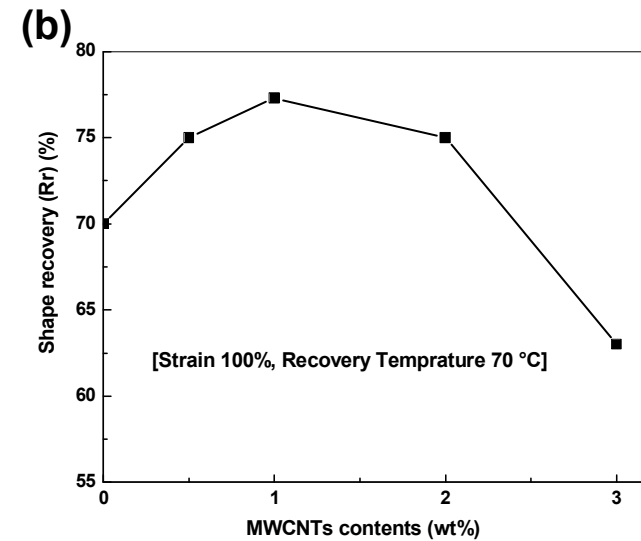 (b)
80
75
70
65
60
55
Shape recovery (Rr) (%)
[Strain 100%, Recovery Temprature 70 °C]
0 1 2 3
MWCNTs contents (wt%)